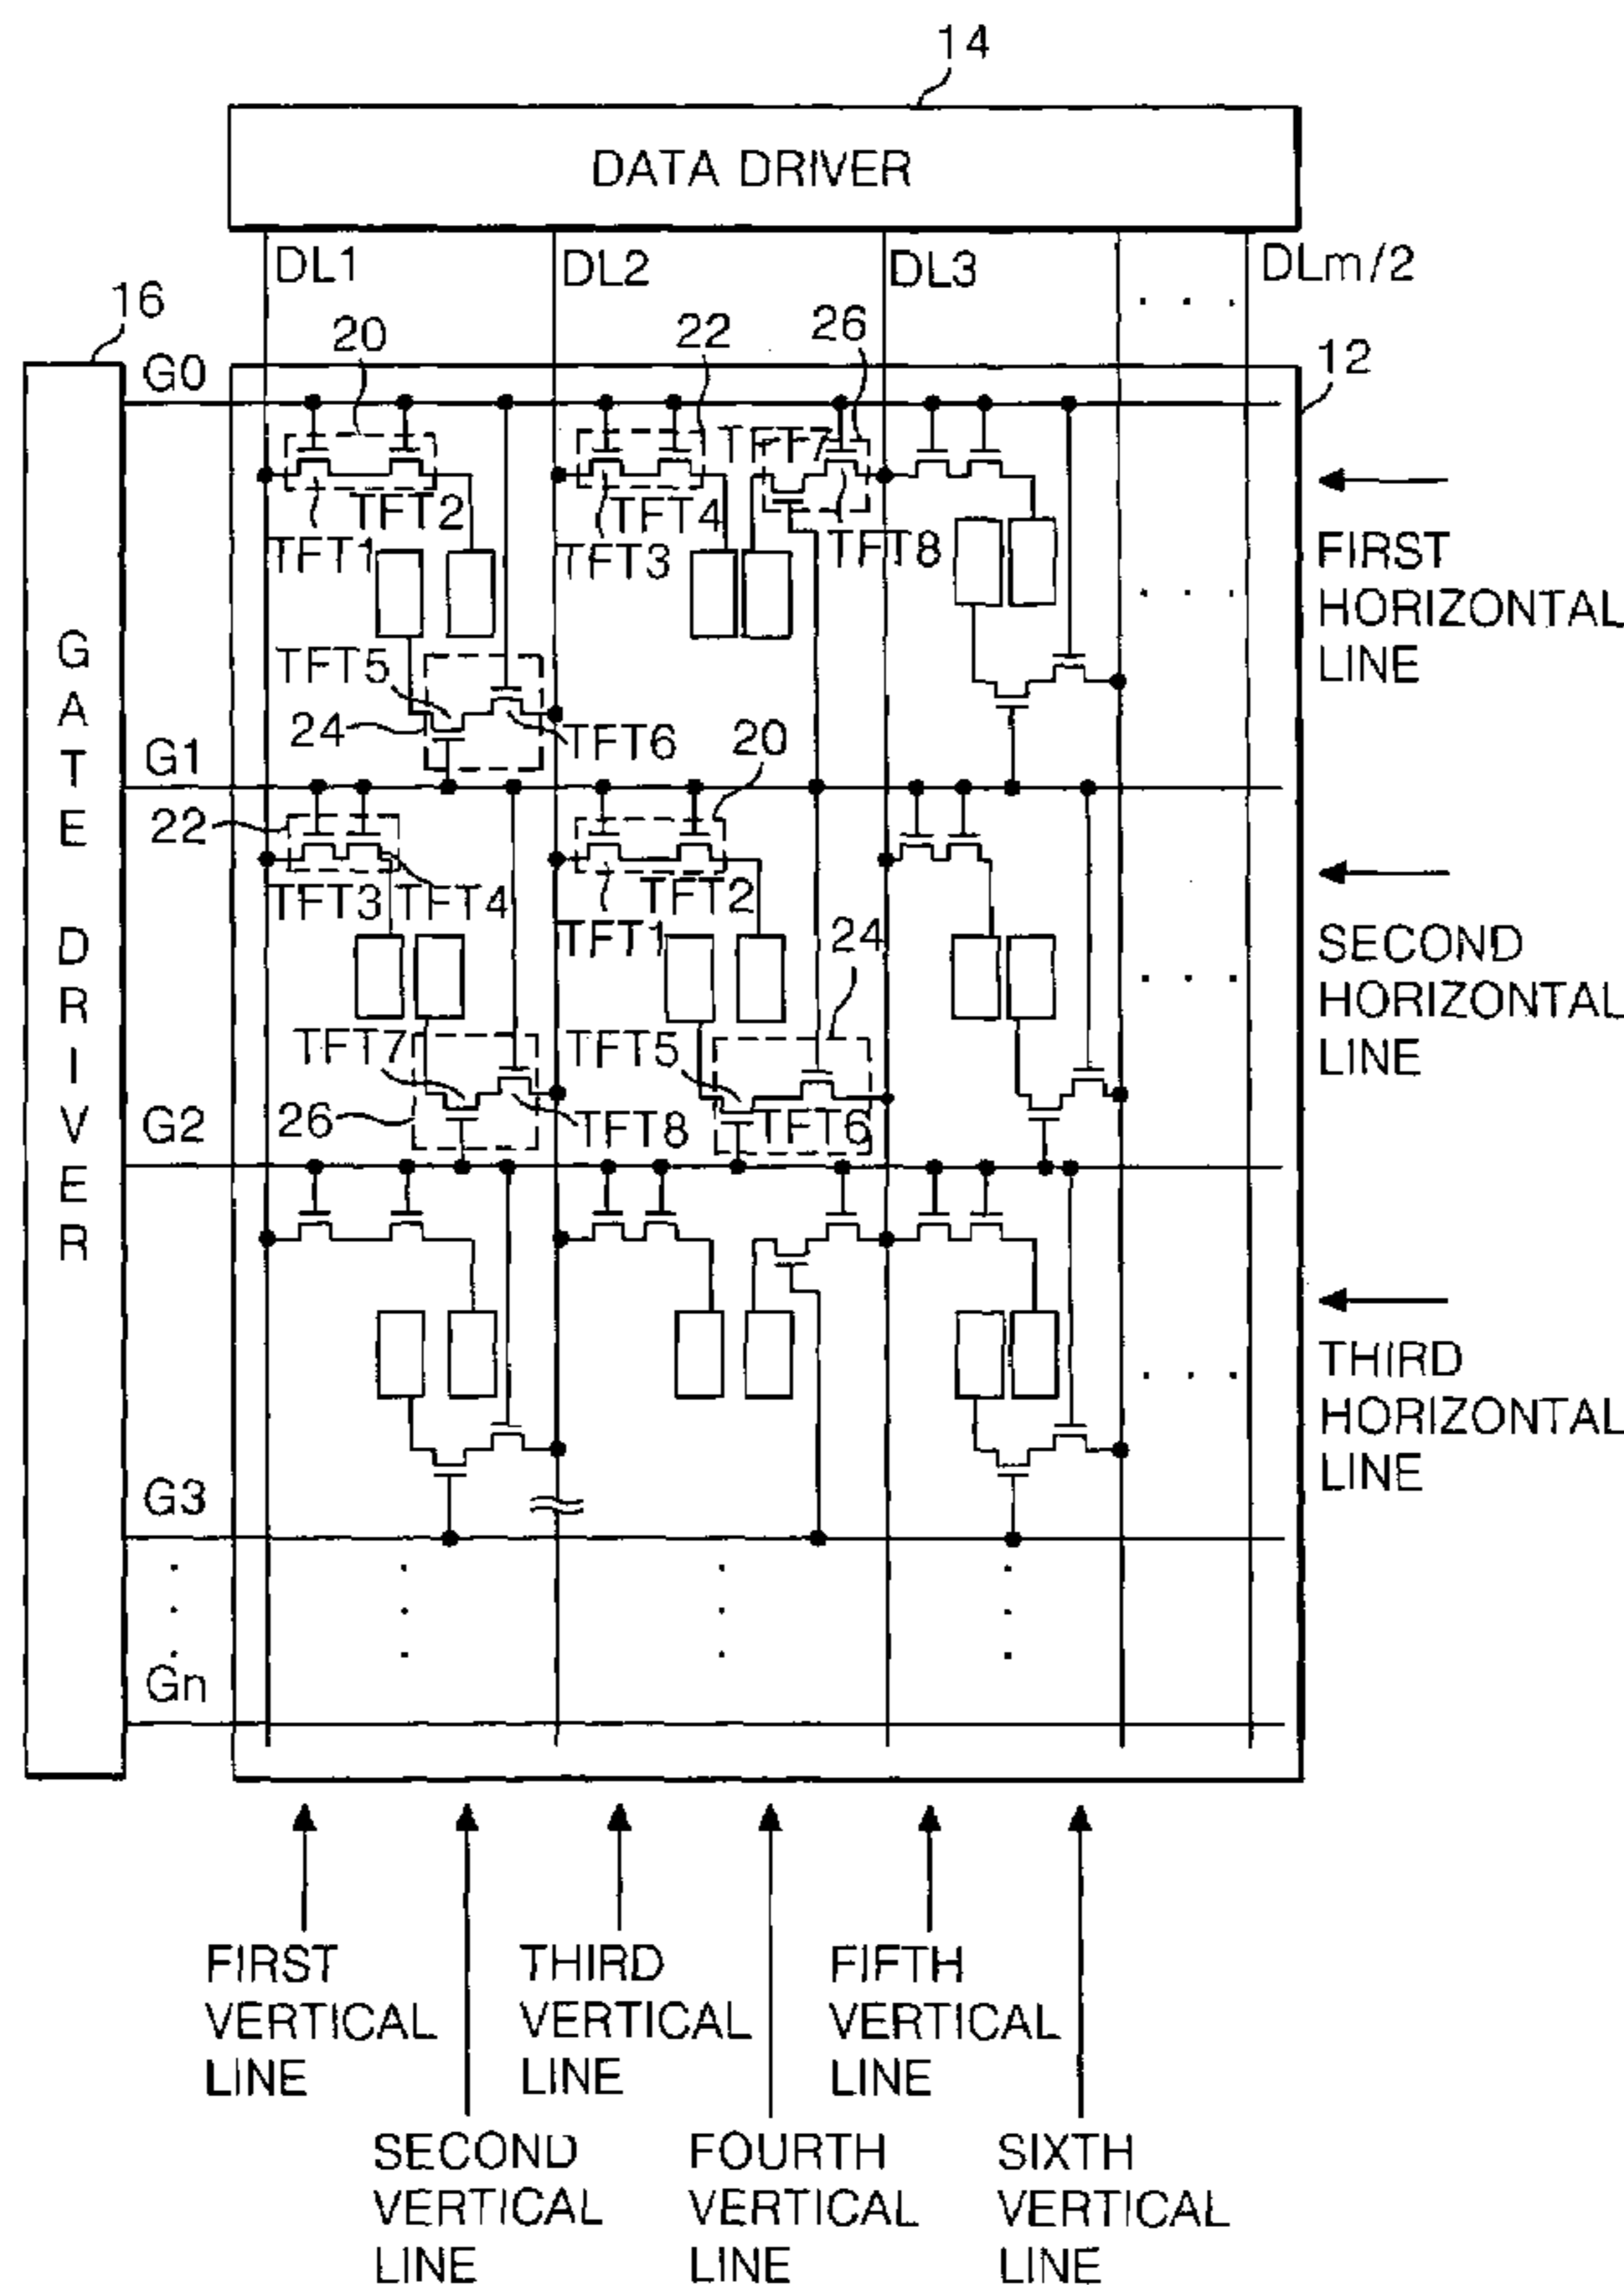 14
DATA DRIVER
DL1
DL2
DL3
DLm/2
. . .
16
20
22
26
12
G0
TFT7
TFT2
TFT4
TFT1
TFT3
TFT8
FIRST
HORIZONTAL
LINE
. . .
GATE DRIVER
TFT5
24
TFT6
G1
20
22
TFT3
TFT4
TFT2
TFT1
24
SECOND
HORIZONTAL
LINE
. . .
TFT7
TFT5
G2
26
TFT8
TFT6
THIRD
HORIZONTAL
LINE
. . .
G3
Gn
FIRST
VERTICAL
LINE
THIRD
VERTICAL
LINE
FIFTH
VERTICAL
LINE
SECOND
VERTICAL
LINE
FOURTH
VERTICAL
LINE
SIXTH
VERTICAL
LINE